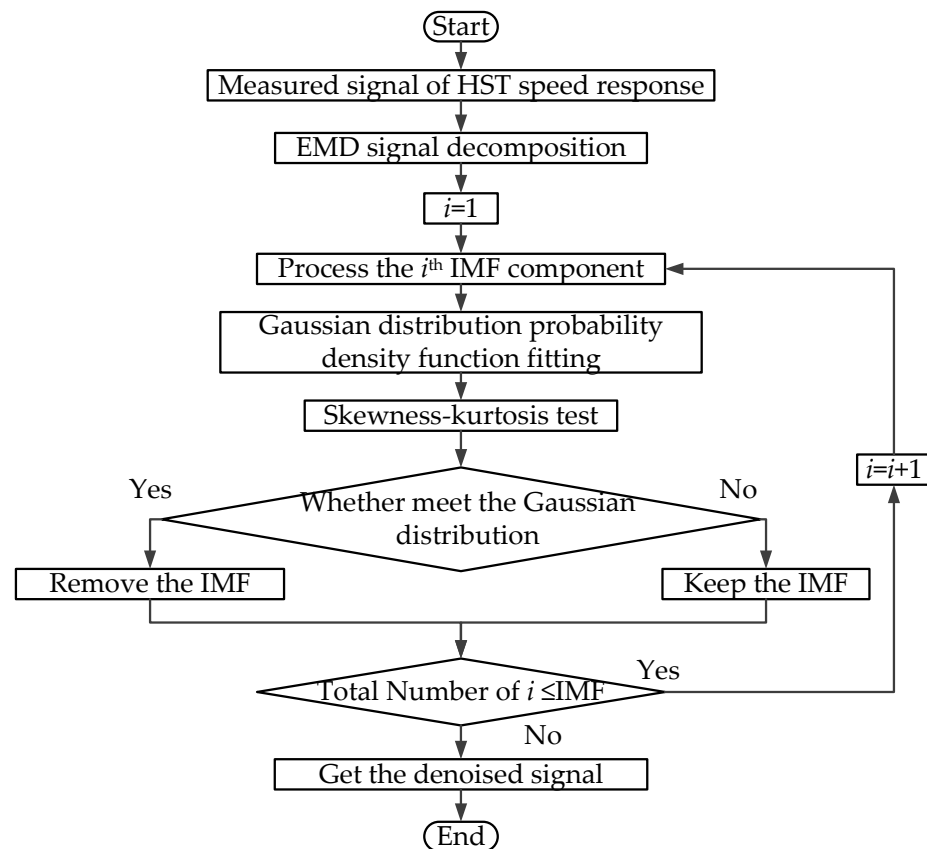 Start
Measured signal of HST speed response
EMD signal decomposition
i=1
Process the iᵗʰ IMF component
Gaussian distribution probability
density function fitting
Skewness-kurtosis test
i=i+1
Yes
No
Whether meet the Gaussian
distribution
Remove the IMF
Keep the IMF
Yes
Total Number of i ≤IMF
No
Get the denoised signal
End